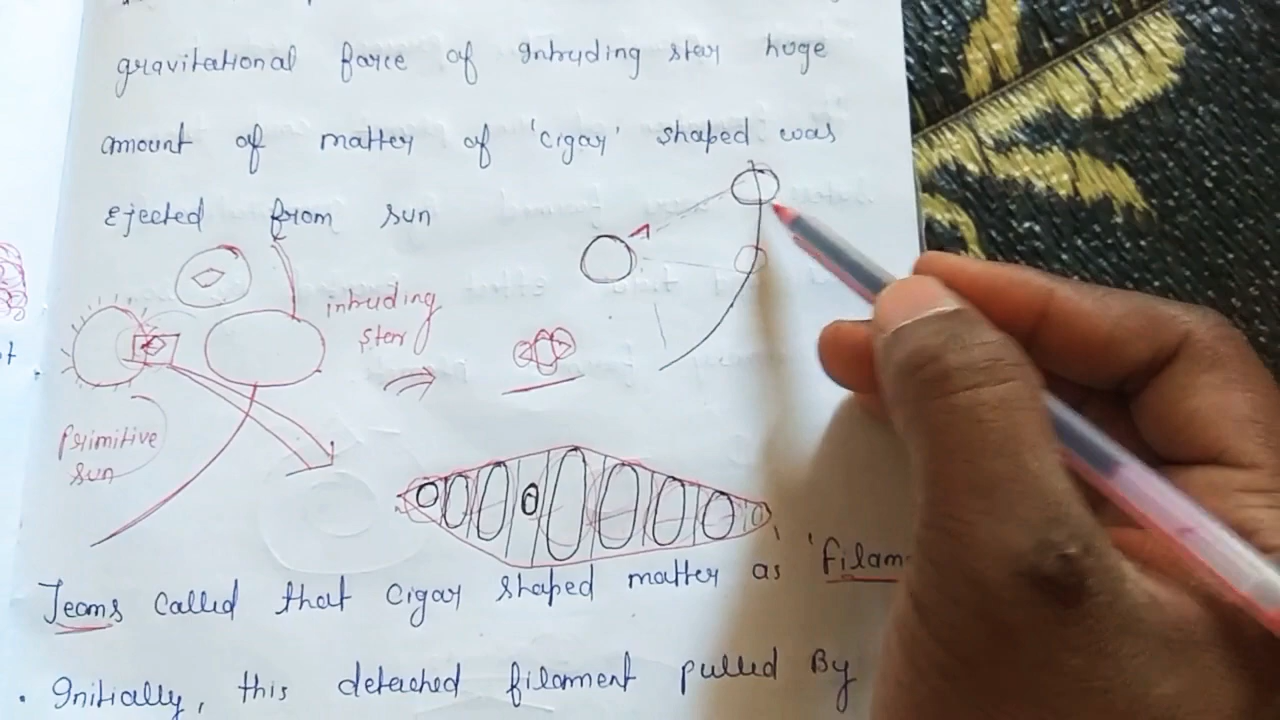 gravitational force of Intruding star huge
amount of matter of 'cigar' shaped was
Ejected from sun
intruding
star
Primitive
sun
Jeams called that cigar shaped matter as 'Filam
• Initially, this detached filament pulled By